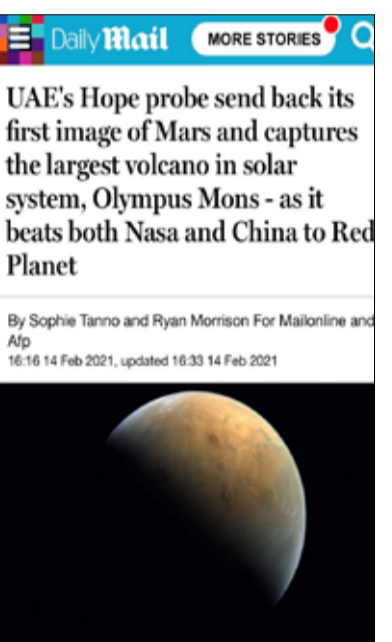 Daily Mail
MORE STORIES
UAE's Hope probe send back its
first image of Mars and captures
the largest volcano in solar
system, Olympus Mons - as it
beats both Nasa and China to Red
Planet
By Sophie Tanno and Ryan Morrison For Mailonline and
Afp
16:16 14 Feb 2021, updated 16:33 14 Feb 2021